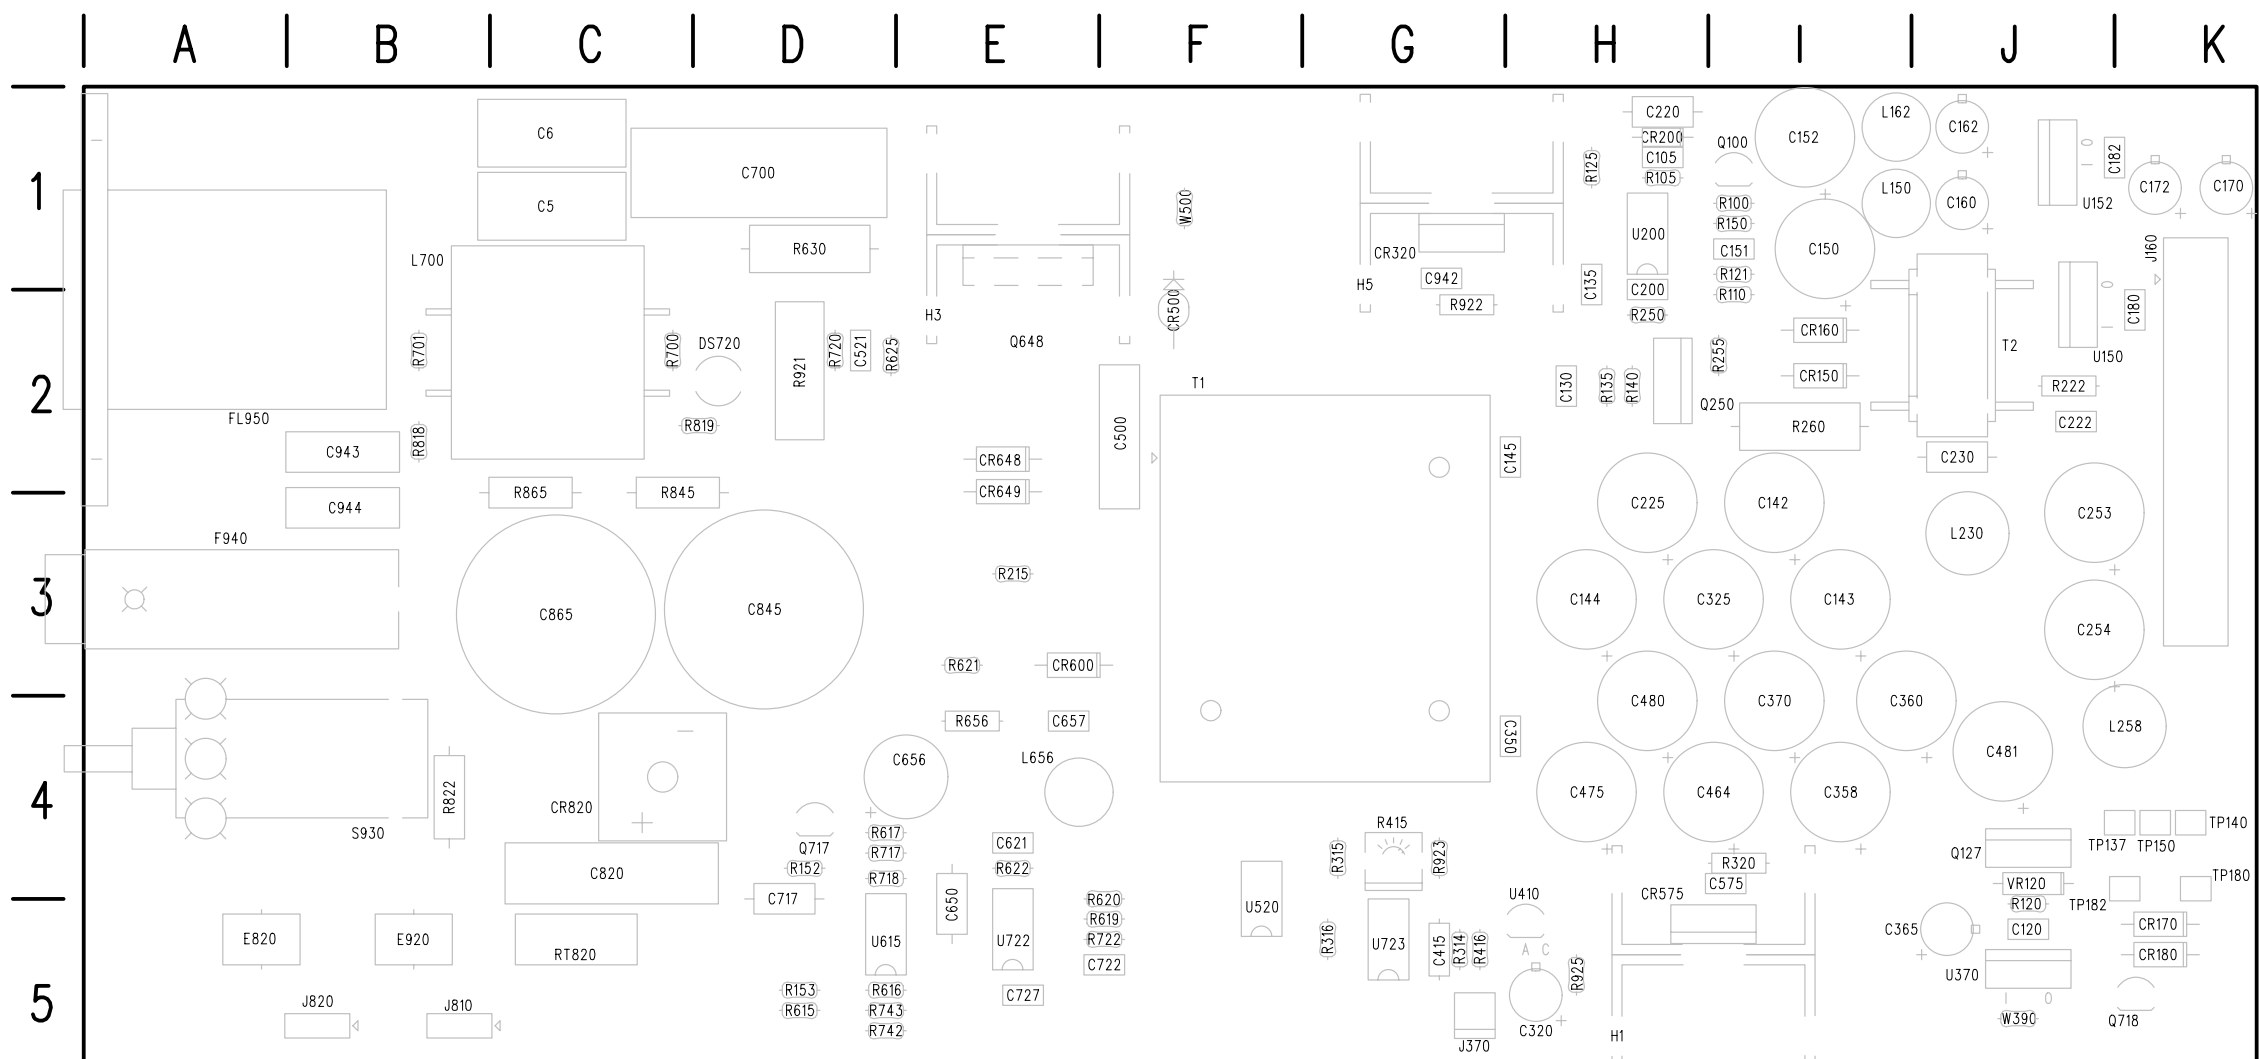 A B C D E F G H I J K
C6
C700
C5
R630
L700
W500
C220
CR200
C105
R105
R125
Q100
C152
L162
C162
C182
C172
C170
1
U152
L150
C160
R100
R150
C151
R121
R110
U200
C150
CR320
C942
R922
H5
C135
C200
R250
J160
O
I
H3
Q648
CR500
C180
O
I
U150
T2
CR160
CR150
R255
R701
R700
DS720
R921
R720
C521
R625
2
FL950
T1
C500
C130
R135
R140
Q250
R260
R222
C222
C230
C943
R818
R819
CR648
CR649
C145
C944
R865
R845
C225
C142
L230
C253
F940
R215
3
C865
C845
C144
C325
C143
C254
R621
CR600
C480
C370
C360
L258
R656
C657
C350
C481
C656
L656
4
R822
CR820
S930
C475
C464
C358
Q717
R617
R717
R152
R718
C621
R622
R415
R315
R923
R320
C575
CR575
Q127
TP137
TP150
TP140
VR120
R120
TP182
TP180
C820
C717
C650
R620
R619
R722
C722
U520
U410
E820
E920
RT820
U615
U722
R316
U723
C415
R314
R416
A C
R925
C365
C120
U370
I O
CR170
CR180
5
J820
J810
R153
R615
R616
R743
R742
C727
J370
C320
H1
W390
Q718